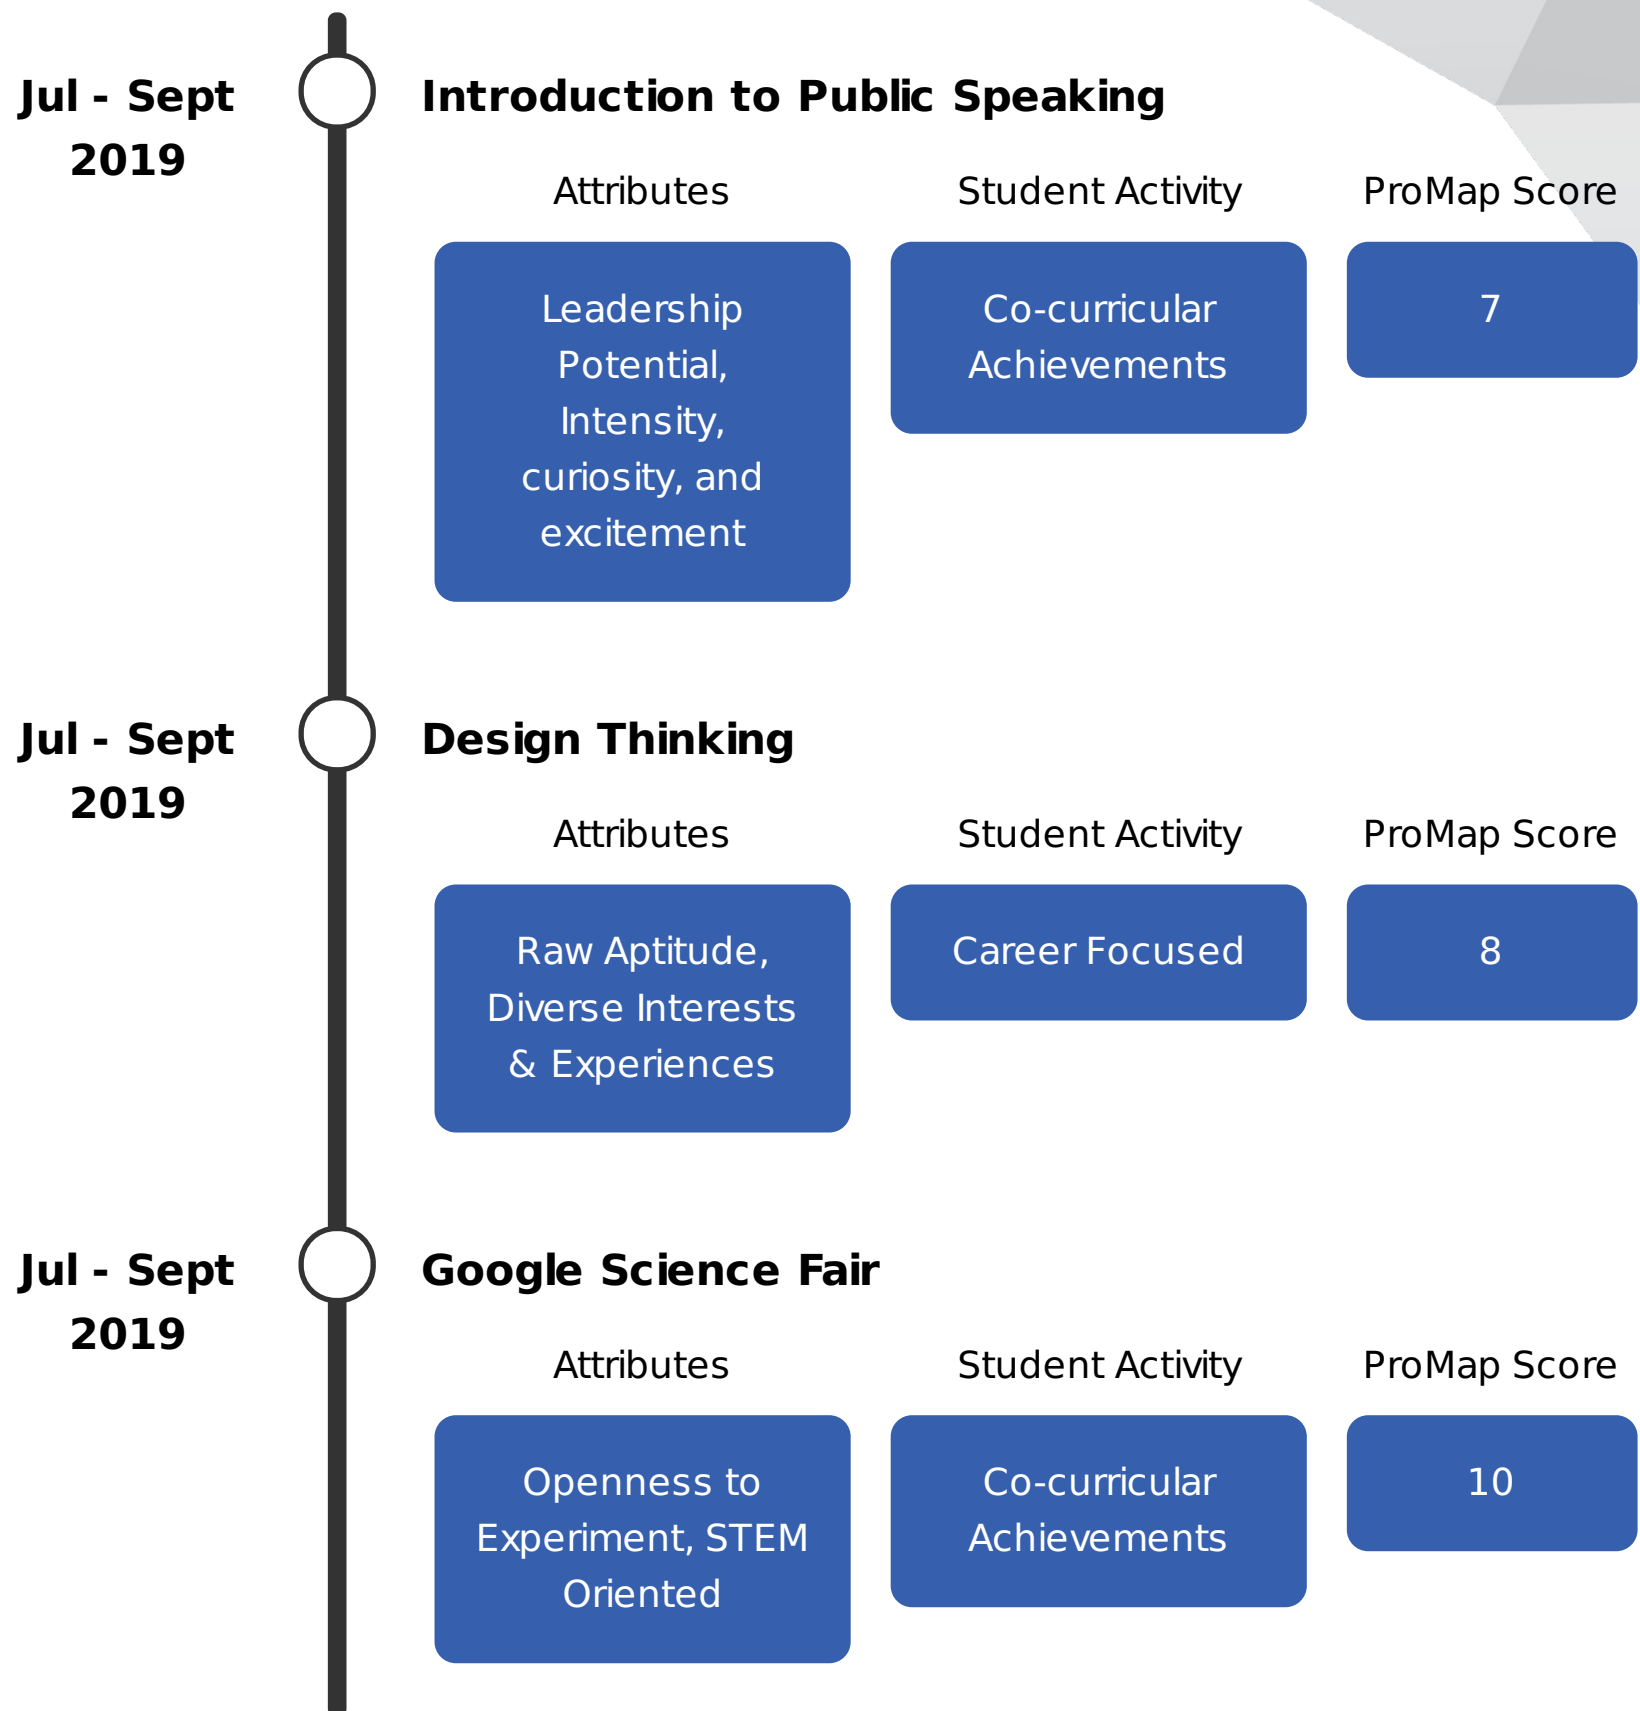 Jul - Sept
2019
Introduction to Public Speaking
Attributes
Student Activity
ProMap Score
Leadership
Potential,
Intensity,
curiosity, and
excitement
Co-curricular
Achievements
7
Jul - Sept
2019
Design Thinking
Attributes
Student Activity
ProMap Score
Raw Aptitude,
Diverse Interests
& Experiences
Career Focused
8
Jul - Sept
2019
Google Science Fair
Attributes
Student Activity
ProMap Score
Openness to
Experiment, STEM
Oriented
Co-curricular
Achievements
10